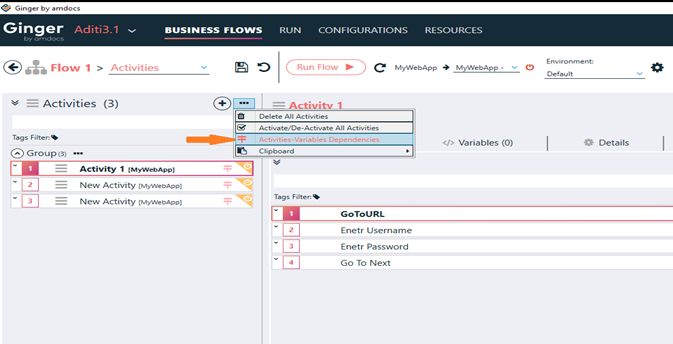 Ginger by amdocs
Ginger by amdocs Aditi3.1 BUSINESS FLOWS RUN CONFIGURATIONS RESOURCES
Flow 1 > Activities Run Flow MyWebApp MyWebApp - Environment: Default
Activities (3) Activity 1
Delete All Activities
Activate/De-Activate All Activities
Activities-Variables Dependencies
Clipboard
Tags Filter:
Variables (0) Details
Group (3)
1 Activity 1 [MyWebApp]
2 New Activity [MyWebApp]
3 New Activity [MyWebApp]
Tags Filter:
1 GoToURL
2 Enetr Username
3 Enetr Password
4 Go To Next